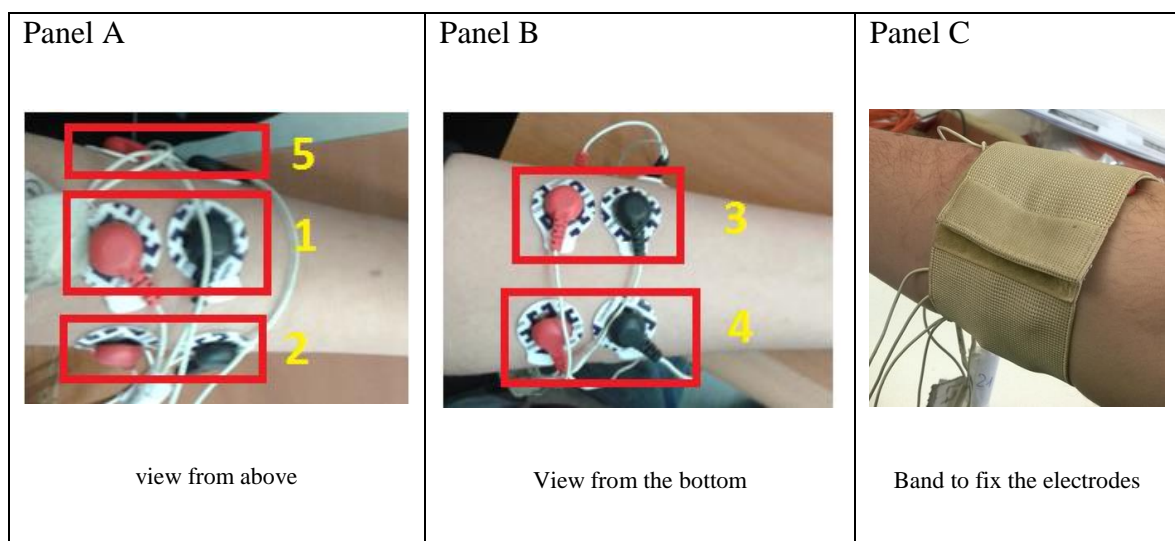 Panel A
5
1
2
view from above
Panel B
3
4
View from the bottom
Panel C
Band to fix the electrodes